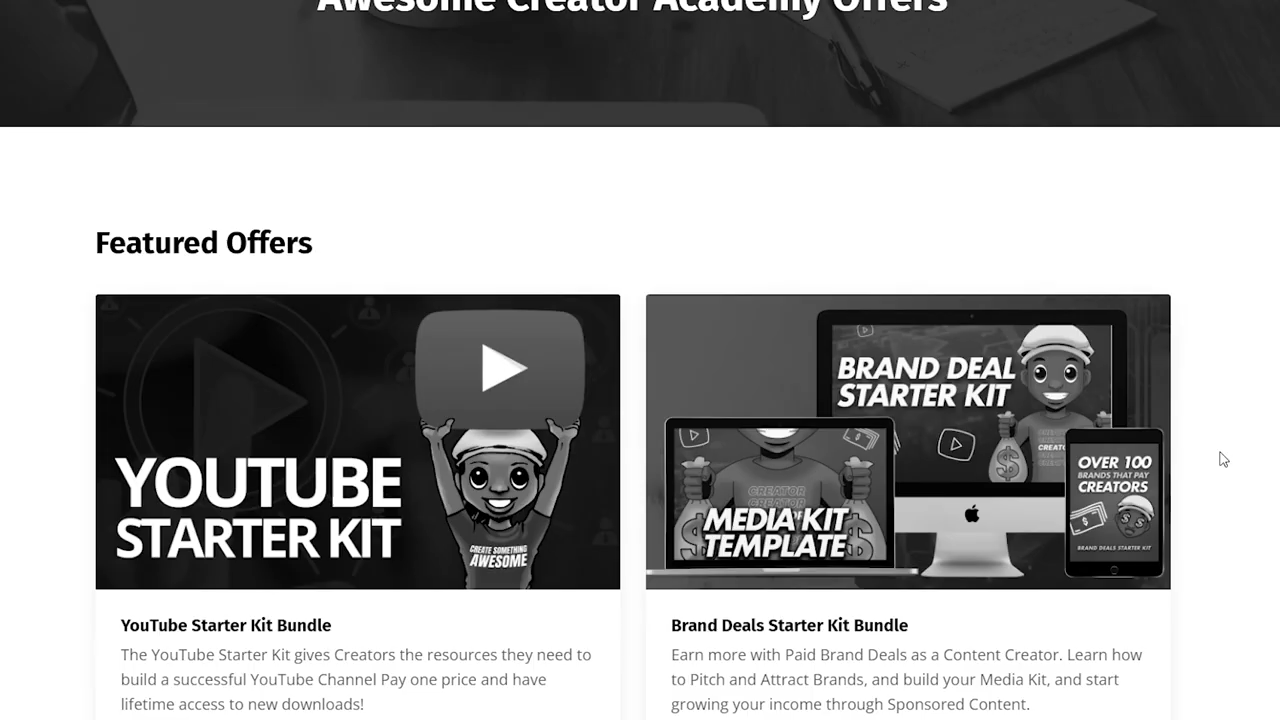 Awesome Creator Academy Offers
Featured Offers
YOUTUBE
STARTER KIT
CREATE SOMETHING
AWESOME
BRAND DEAL
STARTER KIT
CREATOR
MEDIA KIT
TEMPLATE
OVER 100
BRANDS THAT PAY
CREATORS
BRAND DEALS STARTER KIT
YouTube Starter Kit Bundle
The YouTube Starter Kit gives Creators the resources they need to
build a successful YouTube Channel Pay one price and have
lifetime access to new downloads!
Brand Deals Starter Kit Bundle
Earn more with Paid Brand Deals as a Content Creator. Learn how
to Pitch and Attract Brands, and build your Media Kit, and start
growing your income through Sponsored Content.